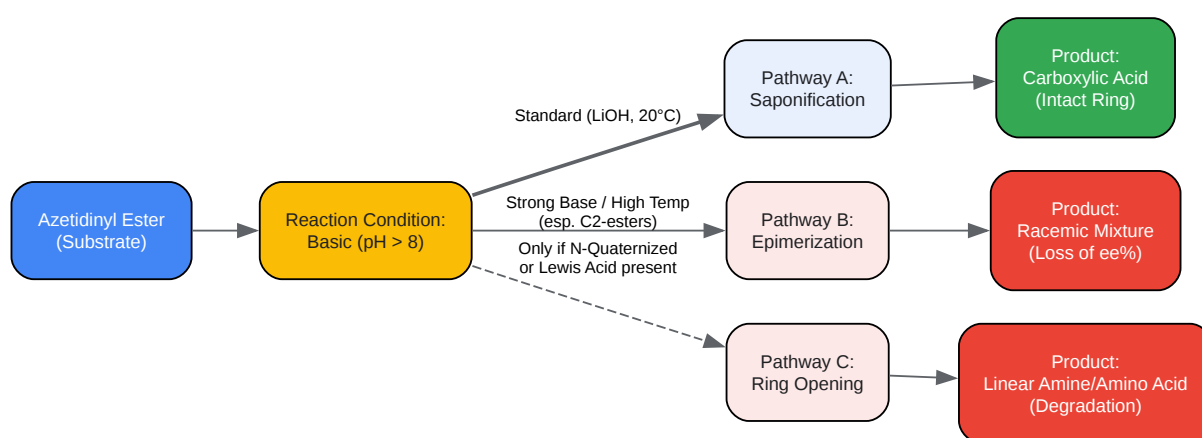 Azetidinyl Ester
(Substrate)
Reaction Condition:
Basic (pH > 8)
Standard (LiOH, 20°C)
Strong Base / High Temp
(esp. C2-esters)
Only if N-Quaternized
or Lewis Acid present
Pathway A:
Saponification
Product:
Carboxylic Acid
(Intact Ring)
Pathway B:
Epimerization
Product:
Racemic Mixture
(Loss of ee%)
Pathway C:
Ring Opening
Product:
Linear Amine/Amino Acid
(Degradation)